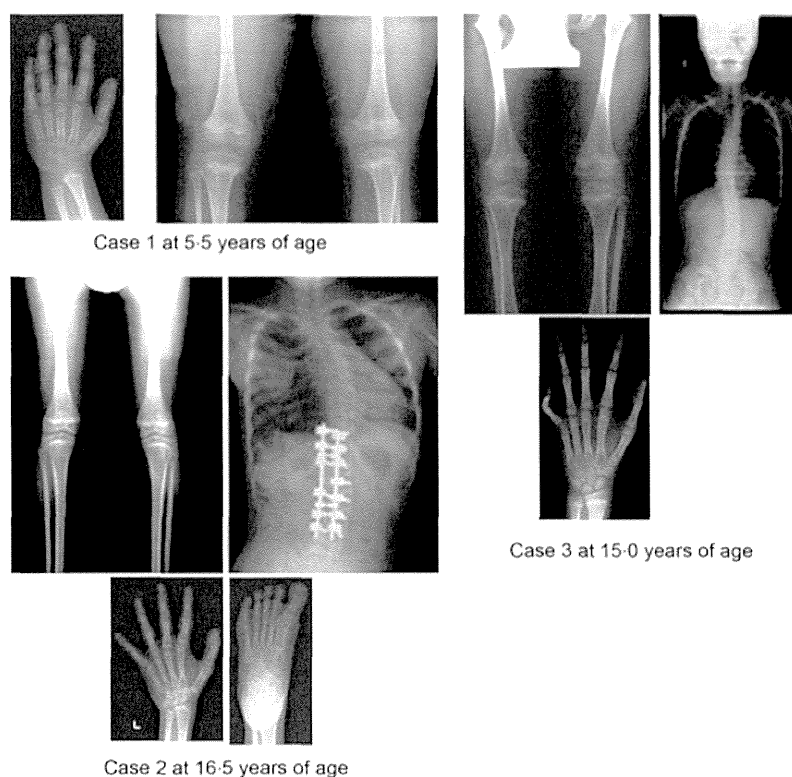 Case 1 at 5·5 years of age
Case 3 at 15·0 years of age
L
Case 2 at 16·5 years of age